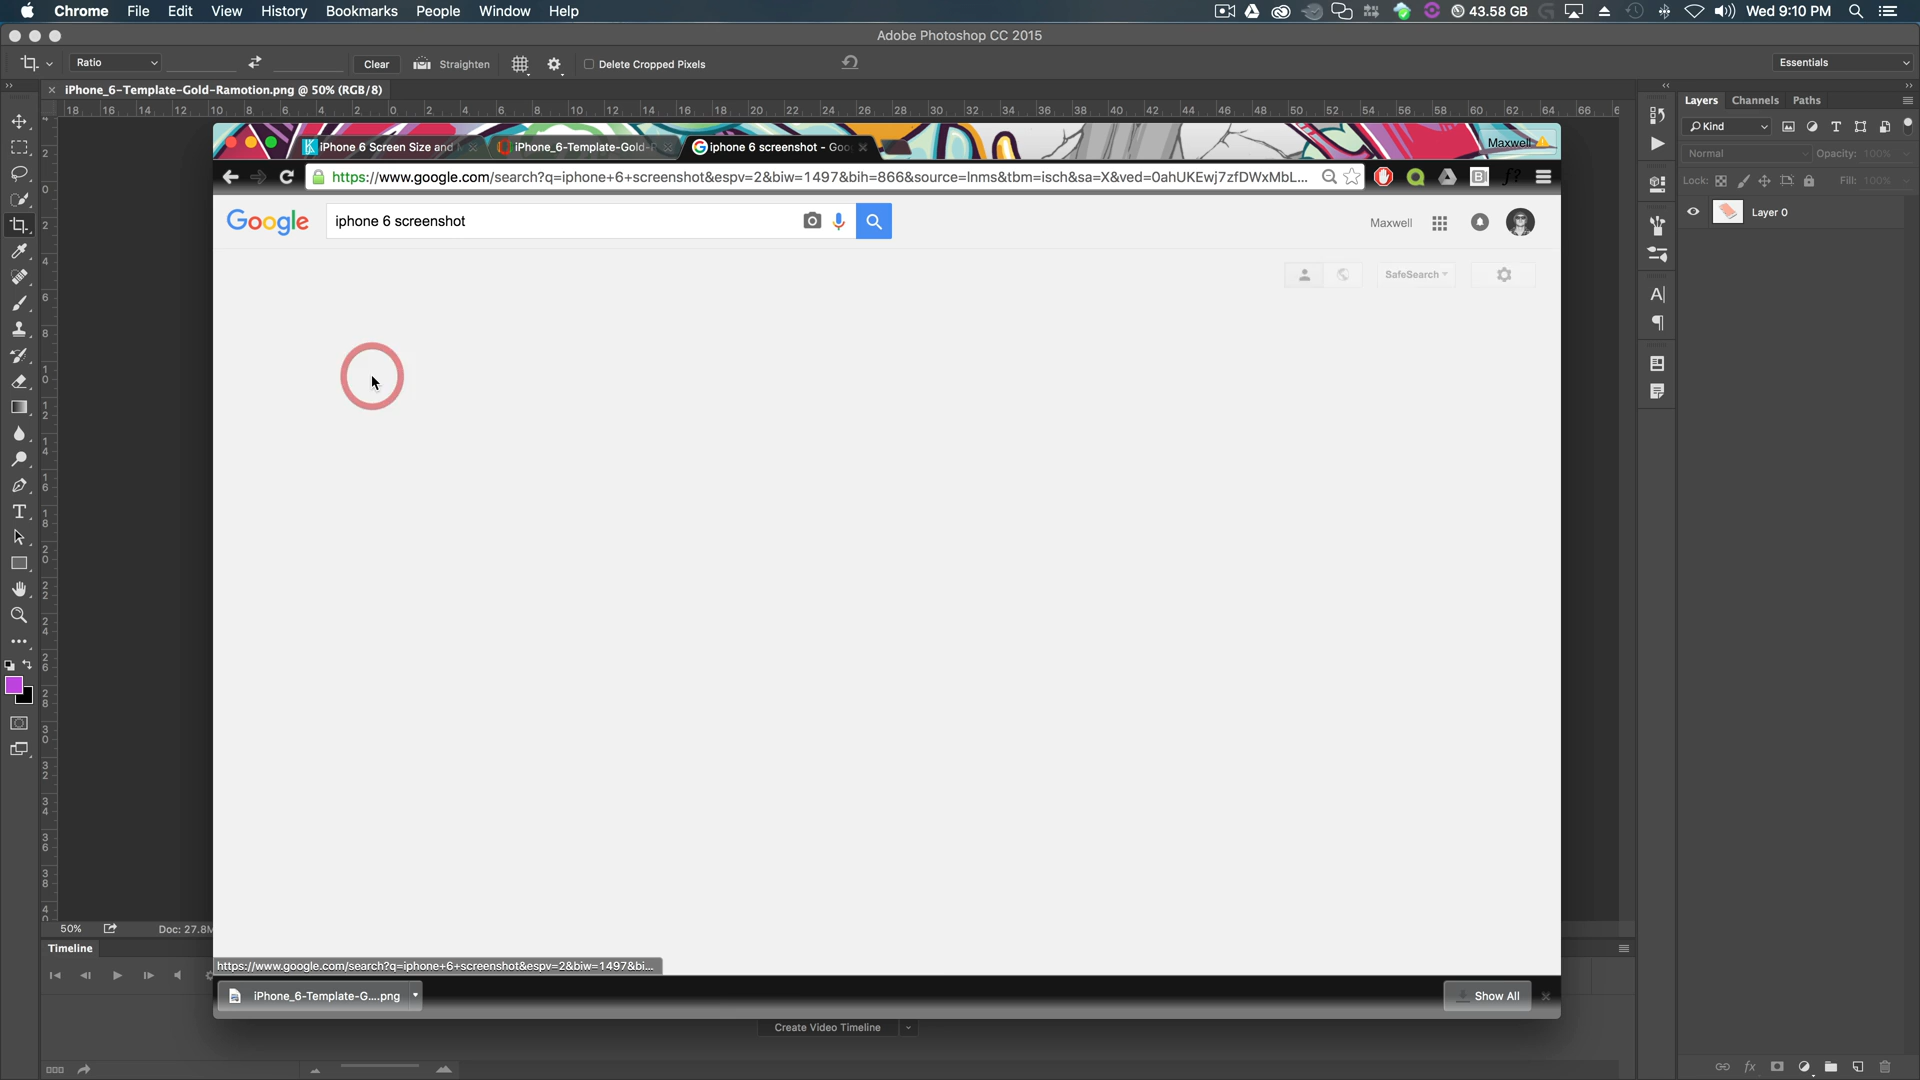 Chrome File Edit View History Bookmarks People Window Help 43.58 GB Wed 9:10 PM
Adobe Photoshop CC 2015
Ratio Clear Straighten Delete Cropped Pixels Essentials
iPhone_6-Template-Gold-Ramotion.png @ 50% (RGB/8)
Layers Channels Paths
Kind
Normal Opacity: 100%
Lock: Fill: 100%
Layer 0
iPhone 6 Screen Size and
iPhone_6-Template-Gold-
iphone 6 screenshot - Goo
Maxwell
https://www.google.com/search?q=iphone+6+screenshot&espv=2&biw=1497&bih=866&source=lnms&tbm=isch&sa=X&ved=0ahUKEwj7zfDWxMbL...
Google iphone 6 screenshot Maxwell
SafeSearch
50% Doc: 27.8M
Timeline
https://www.google.com/search?q=iphone+6+screenshot&espv=2&biw=1497&bi...
iPhone_6-Template-G....png Show All
Create Video Timeline